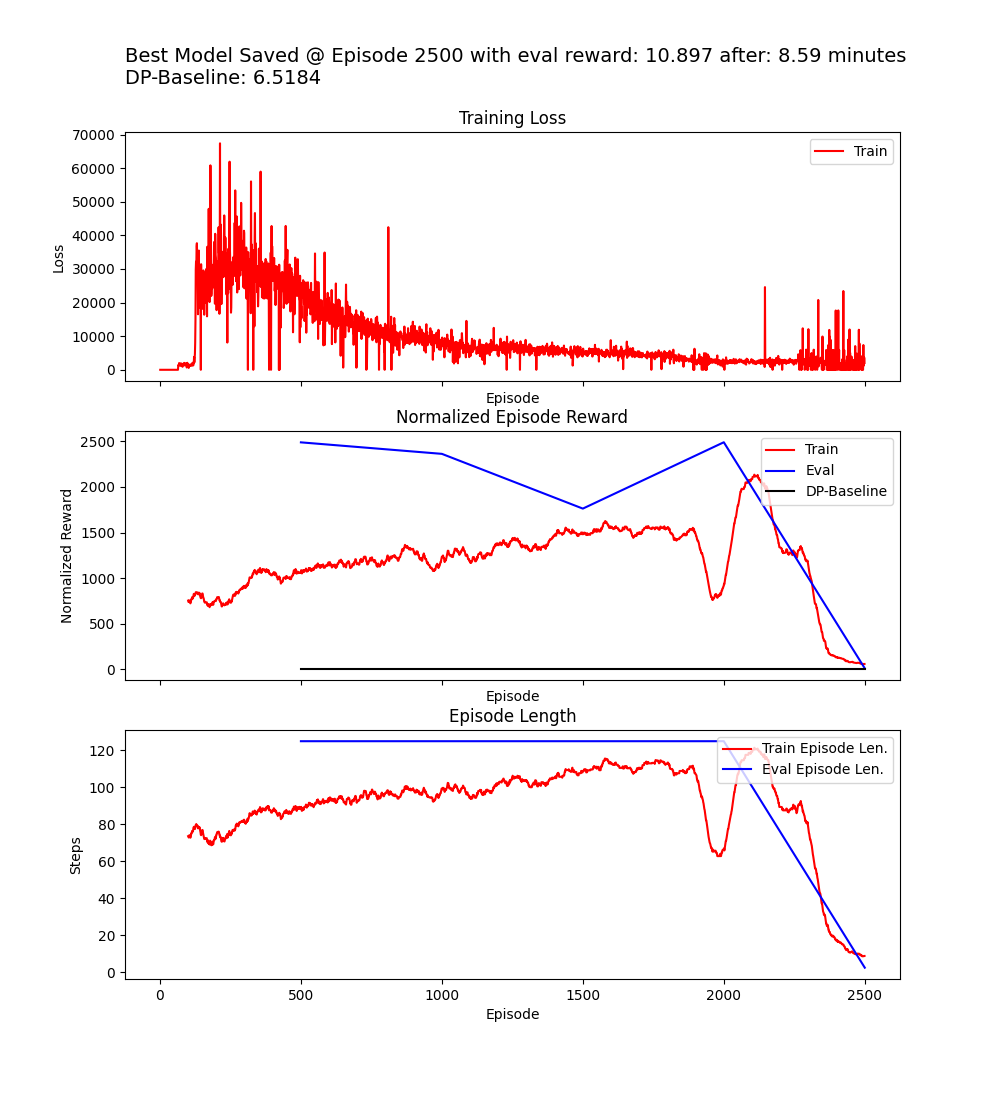 Best Model Saved @ Episode 2500 with eval reward: 10.897 after: 8.59 minutes
DP-Baseline: 6.5184
Training Loss
70000
60000
50000
40000
30000
20000
10000
0
Loss
Train
Episode
Normalized Episode Reward
2500
2000
1500
1000
500
0
Normalized Reward
Train
Eval
DP-Baseline
Episode
Episode Length
120
100
80
60
40
20
0
Steps
Train Episode Len.
Eval Episode Len.
0 500 1000 1500 2000 2500
Episode